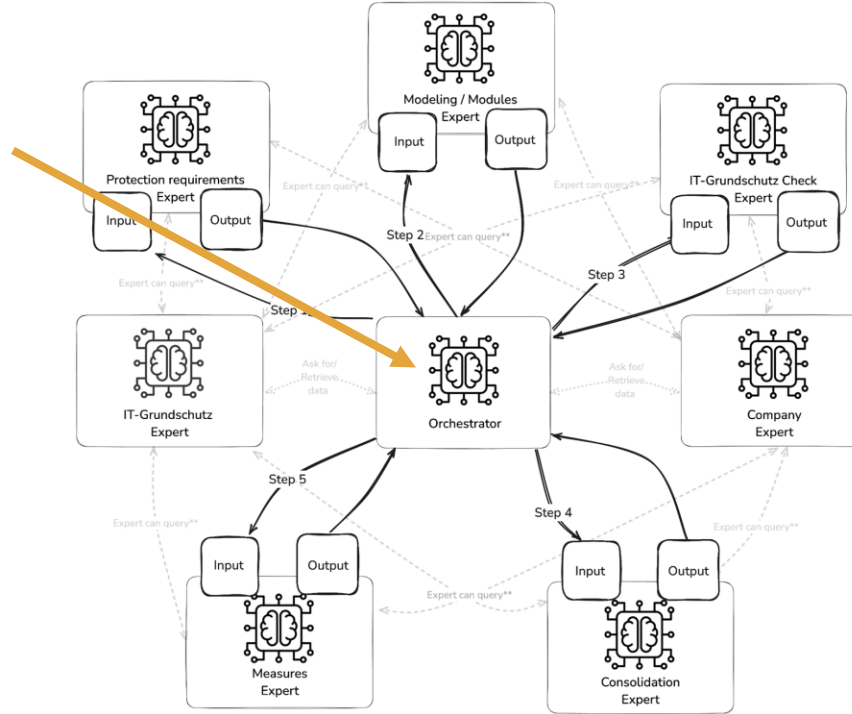 Modeling / Modules
Expert
Input
Output
Protection requirements
Expert
Input
Output
IT-Grundschutz Check
Expert
Input
Output
Expert can query**
Step 2
Expert can query**
Step 3
Expert can query**
Expert can query**
Step 1
IT-Grundschutz
Expert
Ask for/
Retrieve
data
Orchestrator
Ask for/
Retrieve
data
Company
Expert
Step 5
Step 4
Expert can query**
Expert can query**
Input
Output
Input
Output
Expert can query**
Measures
Expert
Consolidation
Expert